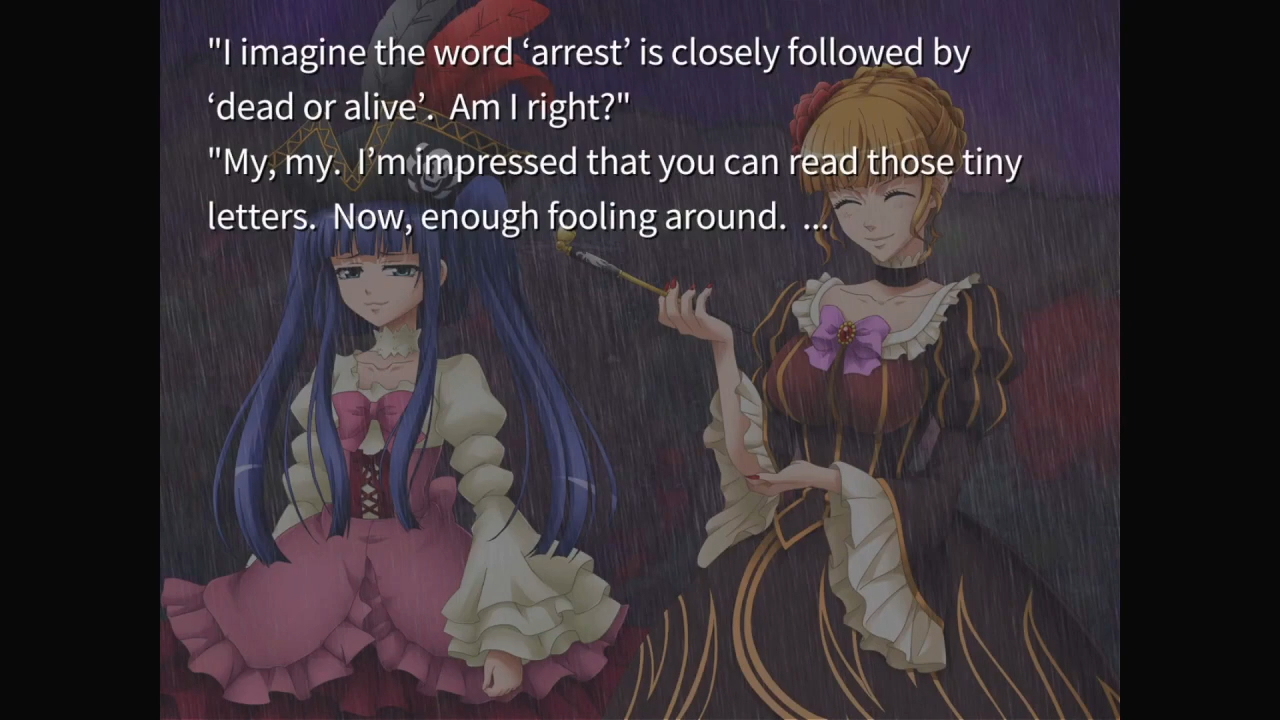 "I imagine the word ‘arrest’ is closely followed by
‘dead or alive’.  Am I right?"
"My, my.  I’m impressed that you can read those tiny
letters.  Now, enough fooling around.  ...